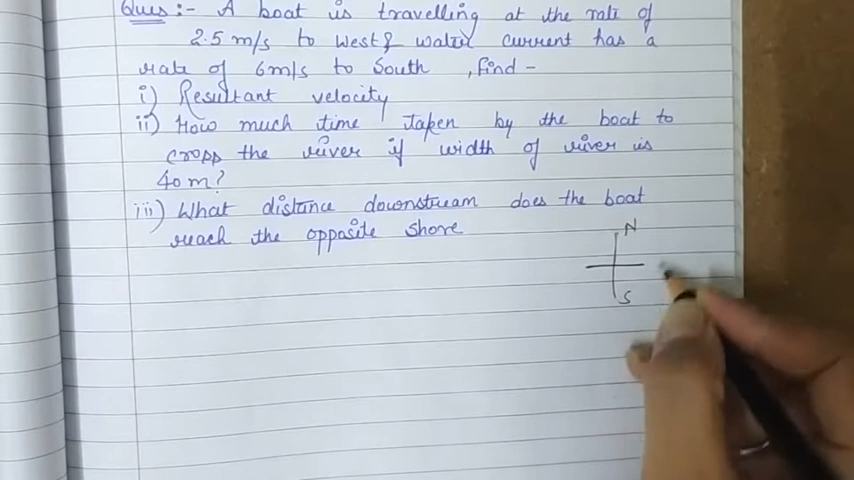 Ques :- A boat is travelling at the rate of
2.5 m/s to west & water current has a
rate of 6m/s to South , find -
i) Resultant velocity
ii) How much time taken by the boat to
cross the river if width of river is
40 m?
iii) What distance downstream does the boat
reach the opposite shore
N
S